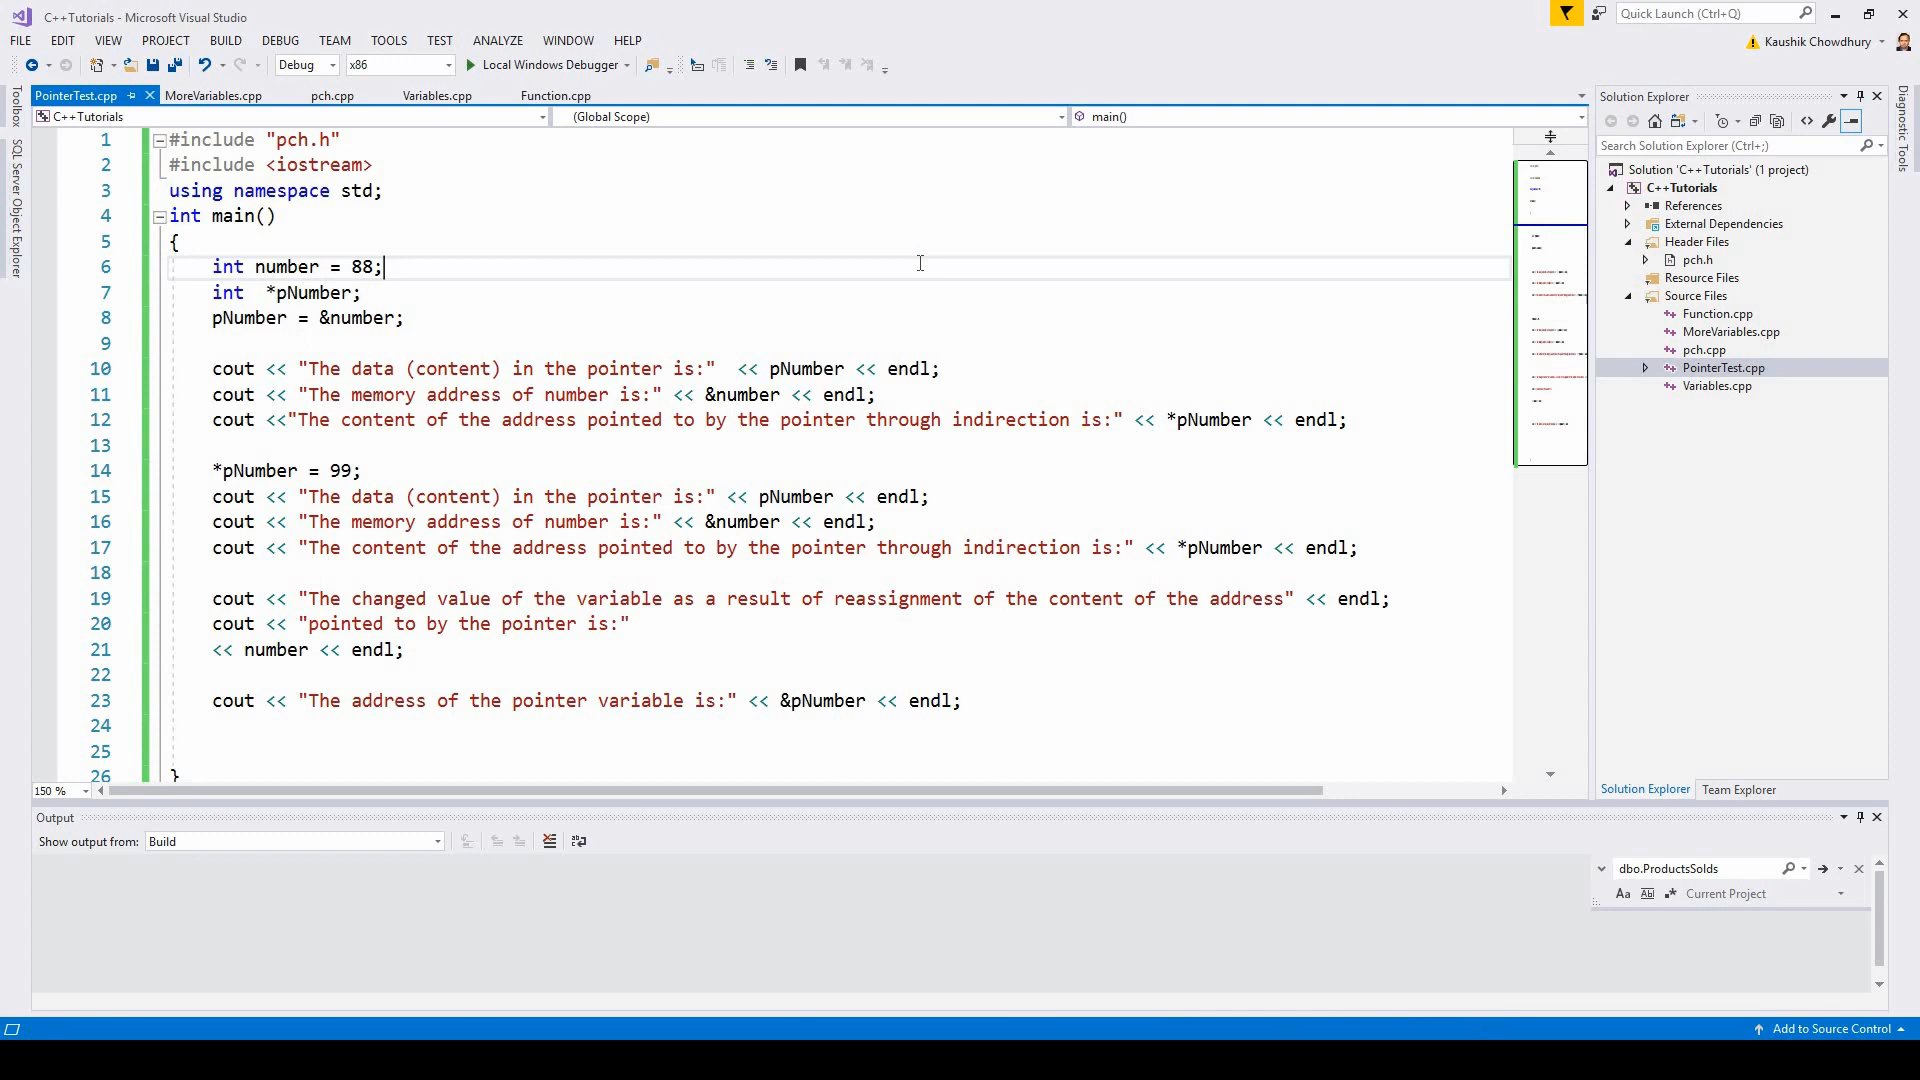 C++Tutorials - Microsoft Visual Studio
Quick Launch (Ctrl+Q)
FILE EDIT VIEW PROJECT BUILD DEBUG TEAM TOOLS TEST ANALYZE WINDOW HELP
Kaushik Chowdhury
Debug x86 Local Windows Debugger
Toolbox
SQL Server Object Explorer
PointerTest.cpp MoreVariables.cpp pch.cpp Variables.cpp Function.cpp
C++Tutorials (Global Scope) main()
1 #include "pch.h"
2 #include <iostream>
3 using namespace std;
4 int main()
5 {
6 int number = 88;
7 int  *pNumber;
8 pNumber = &number;
9
10 cout << "The data (content) in the pointer is:"  << pNumber << endl;
11 cout << "The memory address of number is:" << &number << endl;
12 cout <<"The content of the address pointed to by the pointer through indirection is:" << *pNumber << endl;
13
14 *pNumber = 99;
15 cout << "The data (content) in the pointer is:" << pNumber << endl;
16 cout << "The memory address of number is:" << &number << endl;
17 cout << "The content of the address pointed to by the pointer through indirection is:" << *pNumber << endl;
18
19 cout << "The changed value of the variable as a result of reassignment of the content of the address" << endl;
20 cout << "pointed to by the pointer is:"
21 << number << endl;
22
23 cout << "The address of the pointer variable is:" << &pNumber << endl;
24
25
26 }
150 %
Solution Explorer
Search Solution Explorer (Ctrl+;)
Solution 'C++Tutorials' (1 project)
C++Tutorials
References
External Dependencies
Header Files
pch.h
Resource Files
Source Files
Function.cpp
MoreVariables.cpp
pch.cpp
PointerTest.cpp
Variables.cpp
Solution Explorer Team Explorer
Diagnostic Tools
Output
Show output from: Build
dbo.ProductsSolds
Aa Abl .* Current Project
Add to Source Control